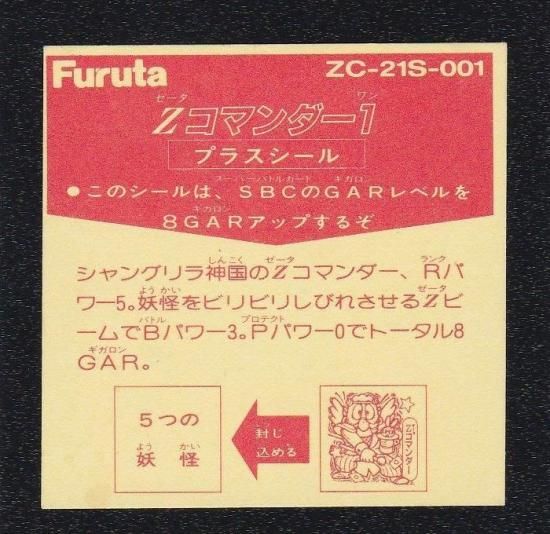 Furuta
ZC-21S-001
ゼータ ワン
Zコマンダー1
プラスシール
スーパーバトルカード ギガロン
●このシールは、SBCのGARレベルを
ギガロン
8GARアップするぞ
しんこく ゼータ ランク
シャングリラ神国のZコマンダー、Rパ
ようかい ゼータ
ワー5。妖怪をビリビリしびれさせるZビ
バトル プロテクト
ームでBパワー3。Pパワー0でトータル8
ギガロン
GAR。
5つの
よう かい
妖怪
ふう
封じ
こ
込める
Zコマンダー